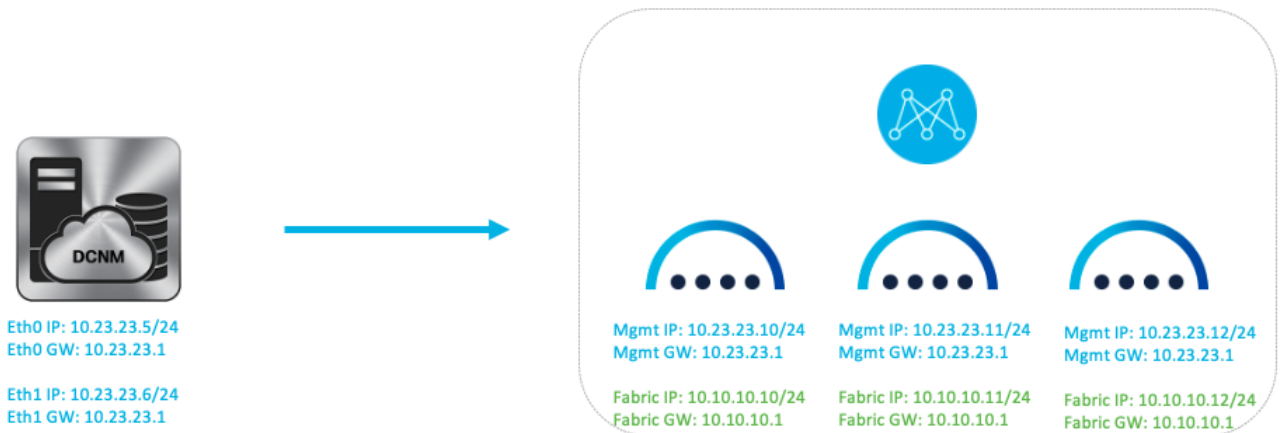 DCNM
Eth0 IP: 10.23.23.5/24
Eth0 GW: 10.23.23.1
Eth1 IP: 10.23.23.6/24
Eth1 GW: 10.23.23.1
Mgmt IP: 10.23.23.10/24
Mgmt GW: 10.23.23.1
Fabric IP: 10.10.10.10/24
Fabric GW: 10.10.10.1
Mgmt IP: 10.23.23.11/24
Mgmt GW: 10.23.23.1
Fabric IP: 10.10.10.11/24
Fabric GW: 10.10.10.1
Mgmt IP: 10.23.23.12/24
Mgmt GW: 10.23.23.1
Fabric IP: 10.10.10.12/24
Fabric GW: 10.10.10.1